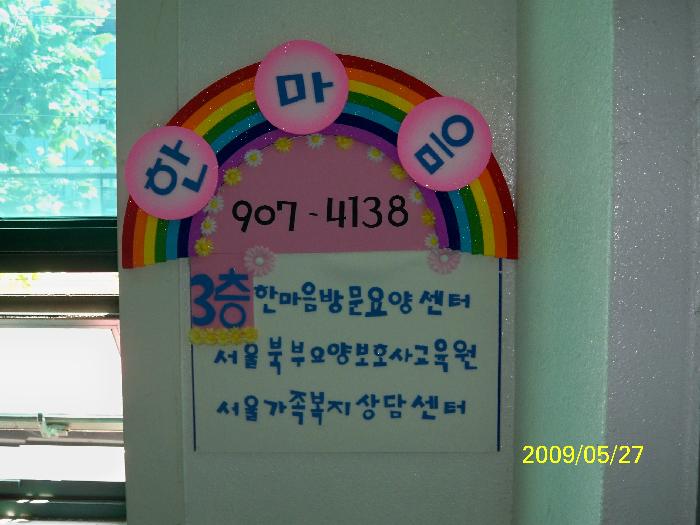 한마음
907-4138
3층 한마음방문요양센터
서울북부요양보호사교육원
서울가족복지상담센터
2009/05/27